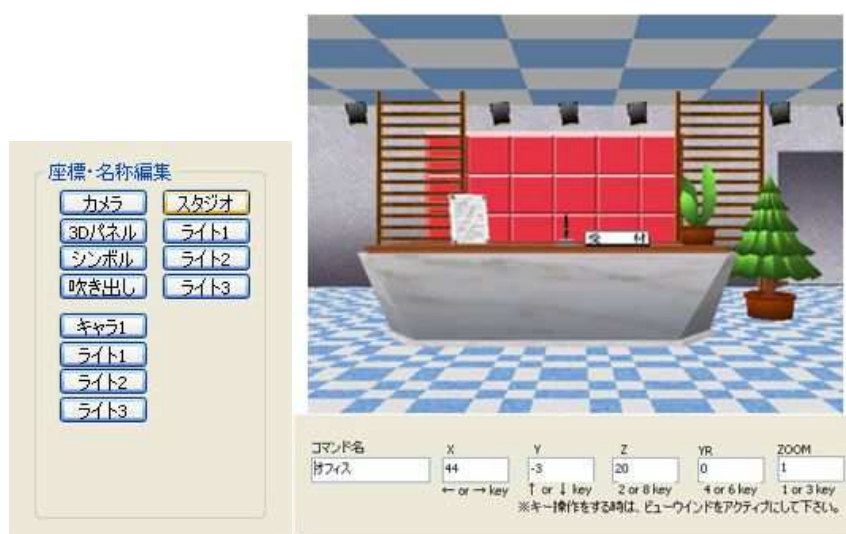 座標・名称編集
カメラ スタジオ
3Dパネル ライト1
シンボル ライト2
吹き出し ライト3
キャラ1
ライト1
ライト2
ライト3
受付
コマンド名 X Y Z YR ZOOM
オフィス 44 -3 20 0 1
← or → key ↑ or ↓ key 2 or 8 key 4 or 6 key 1 or 3 key
※キー操作をする時は、ビューウインドをアクティブにして下さい。